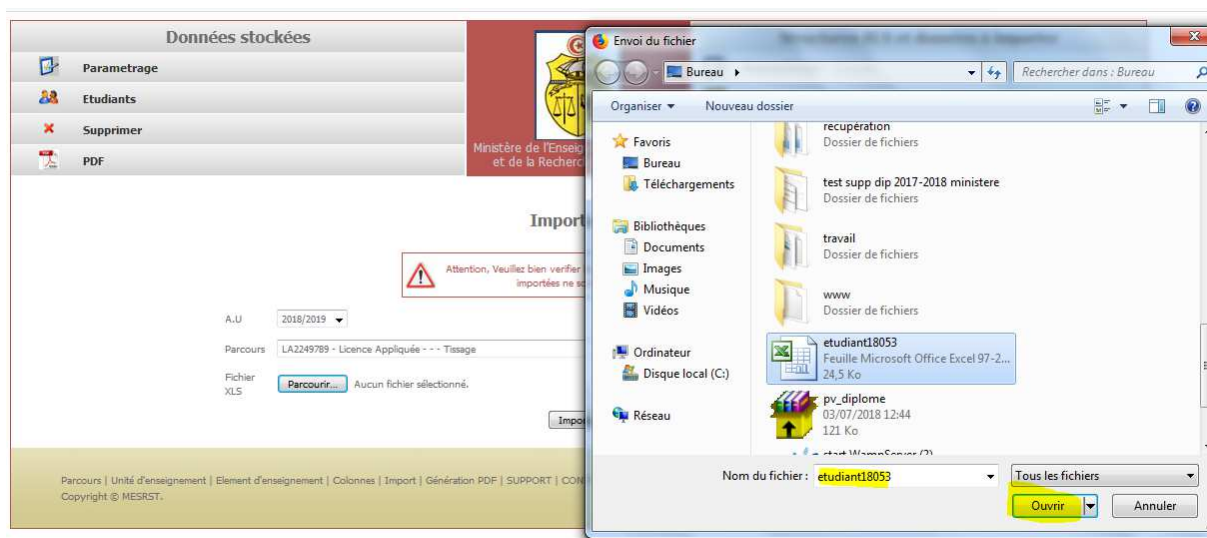 Données stockées
Parametrage
Etudiants
Supprimer
PDF
Ministère de l'Enseig
et de la Recherc
Import
Attention, Veuillez bien verifier
importées ne so
A.U
2018/2019
Parcours
LA2249789 - Licence Appliquée - - - Tissage
Fichier
XLS
Parcourir...
Aucun fichier sélectionné.
Impo
Parcours | Unité d'enseignement | Element d'enseignement | Colonnes | Import | Génération PDF | SUPPORT | CON
Copyright © MESRST.
Envoi du fichier
Bureau
Rechercher dans : Bureau
Organiser
Nouveau dossier
Favoris
Bureau
Téléchargements
Bibliothèques
Documents
Images
Musique
Vidéos
Ordinateur
Disque local (C:)
Réseau
recupération
Dossier de fichiers
test supp dip 2017-2018 ministere
Dossier de fichiers
travail
Dossier de fichiers
www
Dossier de fichiers
etudiant18053
Feuille Microsoft Office Excel 97-2...
24,5 Ko
pv_diplome
03/07/2018 12:44
121 Ko
start WampServer (2)
Nom du fichier :
etudiant18053
Tous les fichiers
Ouvrir
Annuler